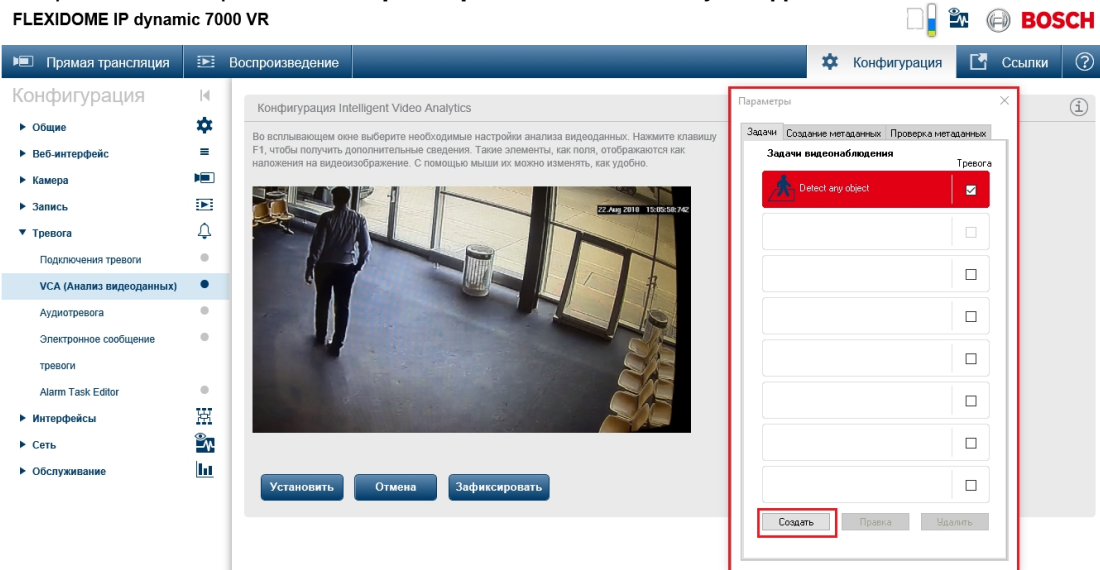 FLEXIDOME IP dynamic 7000 VR
BOSCH
Прямая трансляция
Воспроизведение
Конфигурация
Ссылки
Конфигурация
Общие
Веб-интерфейс
Камера
Запись
Тревога
Подключения тревоги
VCA (Анализ видеоданных)
Аудиотревога
Электронное сообщение
тревоги
Alarm Task Editor
Интерфейсы
Сеть
Обслуживание
Конфигурация Intelligent Video Analytics
Во всплывающем окне выберите необходимые настройки анализа видеоданных. Нажмите клавишу
F1, чтобы получить дополнительные сведения. Такие элементы, как поля, отображаются как
наложения на видеоизображение. С помощью мыши их можно изменять, как удобно.
22.Aug 2018 15:05:50:742
Установить
Отмена
Зафиксировать
Параметры
Задачи
Создание метаданных
Проверка метаданных
Задачи видеонаблюдения
Тревога
Detect any object
Создать
Правка
Удалить